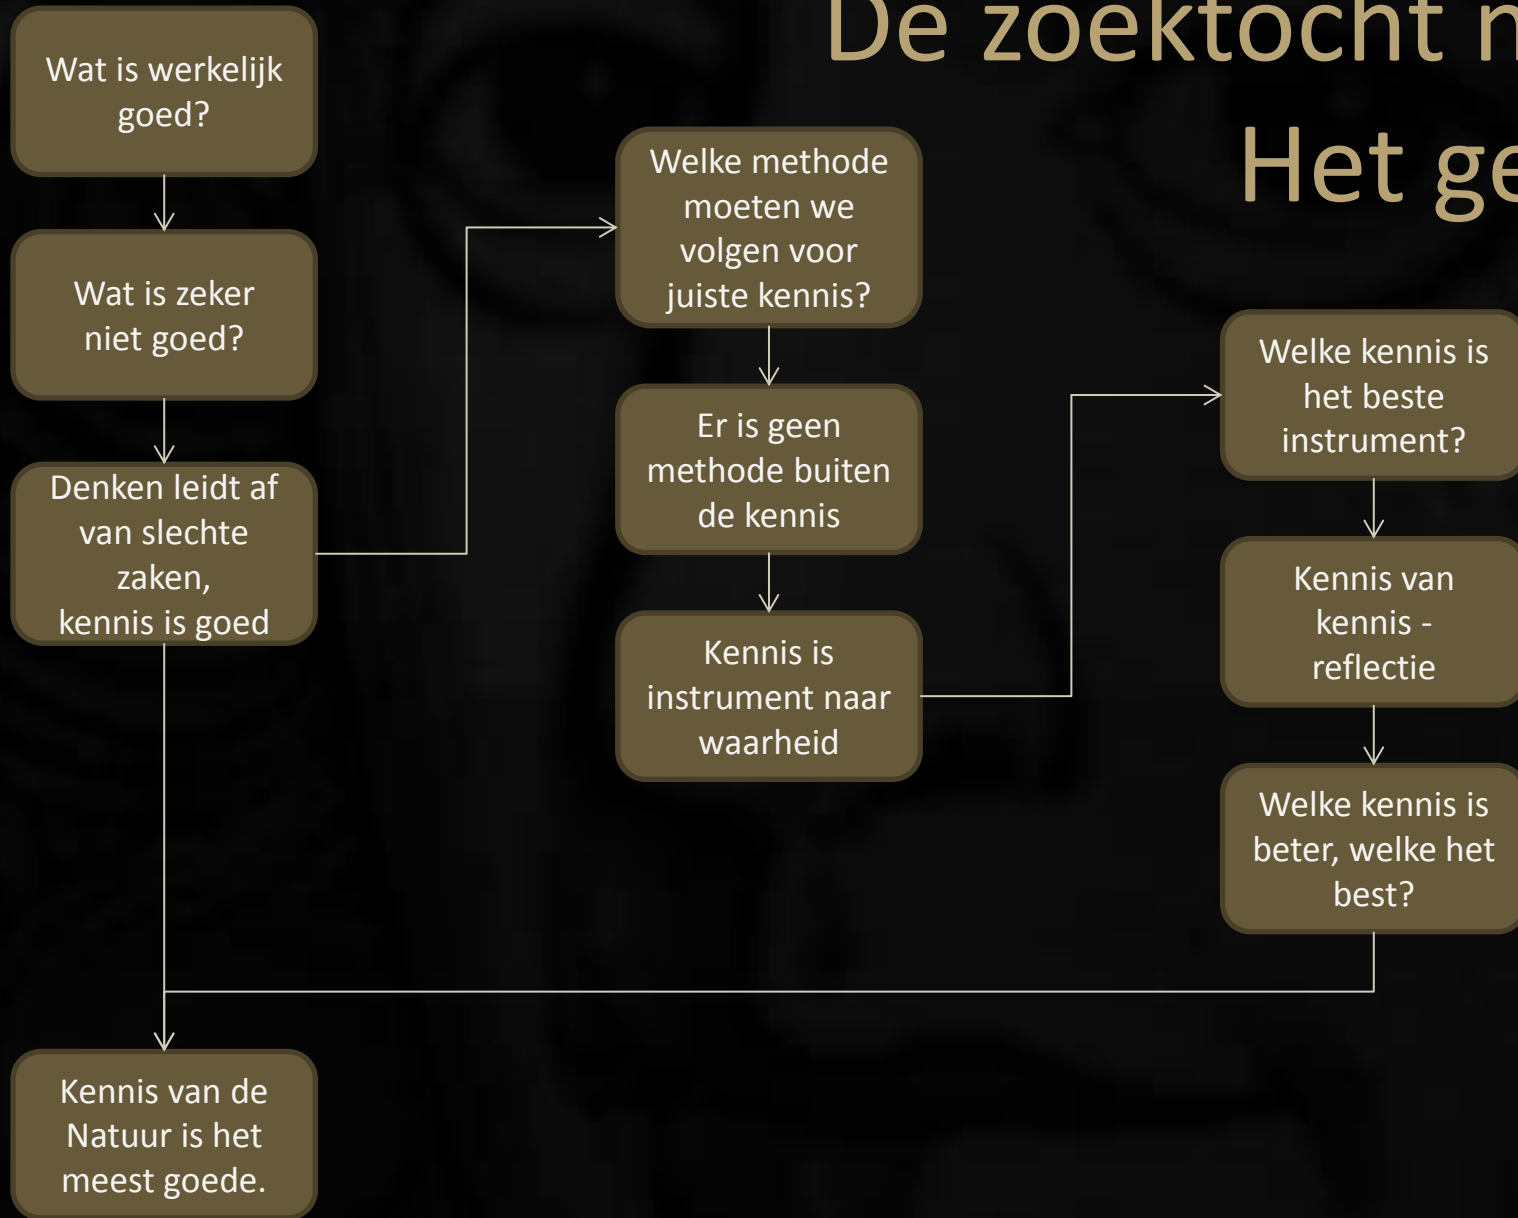 De zoektocht
Het
Wat is werkelijk
goed?
Wat is zeker
niet goed?
Denken leidt af
van slechte
zaken,
kennis is goed
Welke methode
moeten we
volgen voor
juiste kennis?
Er is geen
methode buiten
de kennis
Kennis is
instrument naar
waarheid
Welke kennis is
het beste
instrument?
Kennis van
kennis -
reflectie
Welke kennis is
beter, welke het
best?
Kennis van de
Natuur is het
meest goede.